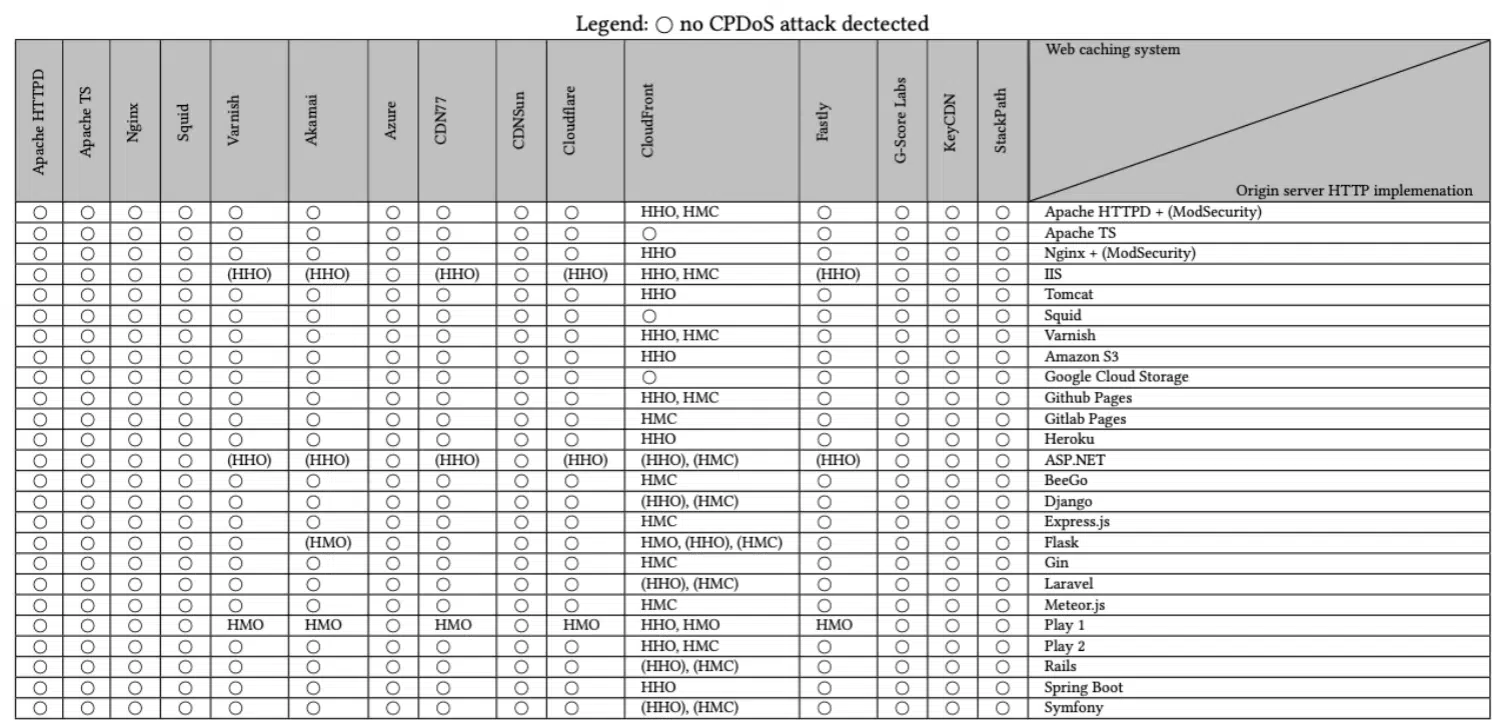 Legend: ○ no CPDoS attack dectected
Apache HTTPD Apache TS Nginx Squid Varnish Akamai Azure CDN77 CDNSun Cloudflare CloudFront Fastly G-Score Labs KeyCDN StackPath Web caching system
Origin server HTTP implemenation
○ ○ ○ ○ ○ ○ ○ ○ ○ ○ HHO, HMC ○ ○ ○ ○ Apache HTTPD + (ModSecurity)
○ ○ ○ ○ ○ ○ ○ ○ ○ ○ ○ ○ ○ ○ ○ Apache TS
○ ○ ○ ○ ○ ○ ○ ○ ○ ○ HHO ○ ○ ○ ○ Nginx + (ModSecurity)
○ ○ ○ ○ (HHO) (HHO) ○ (HHO) ○ (HHO) HHO, HMC (HHO) ○ ○ ○ IIS
○ ○ ○ ○ ○ ○ ○ ○ ○ ○ HHO ○ ○ ○ ○ Tomcat
○ ○ ○ ○ ○ ○ ○ ○ ○ ○ ○ ○ ○ ○ ○ Squid
○ ○ ○ ○ ○ ○ ○ ○ ○ ○ HHO, HMC ○ ○ ○ ○ Varnish
○ ○ ○ ○ ○ ○ ○ ○ ○ ○ HHO ○ ○ ○ ○ Amazon S3
○ ○ ○ ○ ○ ○ ○ ○ ○ ○ ○ ○ ○ ○ ○ Google Cloud Storage
○ ○ ○ ○ ○ ○ ○ ○ ○ ○ HHO, HMC ○ ○ ○ ○ Github Pages
○ ○ ○ ○ ○ ○ ○ ○ ○ ○ HMC ○ ○ ○ ○ Gitlab Pages
○ ○ ○ ○ ○ ○ ○ ○ ○ ○ HHO ○ ○ ○ ○ Heroku
○ ○ ○ ○ (HHO) (HHO) ○ (HHO) ○ (HHO) (HHO), (HMC) (HHO) ○ ○ ○ ASP.NET
○ ○ ○ ○ ○ ○ ○ ○ ○ ○ HMC ○ ○ ○ ○ BeeGo
○ ○ ○ ○ ○ ○ ○ ○ ○ ○ (HHO), (HMC) ○ ○ ○ ○ Django
○ ○ ○ ○ ○ ○ ○ ○ ○ ○ HMC ○ ○ ○ ○ Express.js
○ ○ ○ ○ ○ (HMO) ○ ○ ○ ○ HMO, (HHO), (HMC) ○ ○ ○ ○ Flask
○ ○ ○ ○ ○ ○ ○ ○ ○ ○ HMC ○ ○ ○ ○ Gin
○ ○ ○ ○ ○ ○ ○ ○ ○ ○ (HHO), (HMC) ○ ○ ○ ○ Laravel
○ ○ ○ ○ ○ ○ ○ ○ ○ ○ HMC ○ ○ ○ ○ Meteor.js
○ ○ ○ ○ HMO HMO ○ HMO ○ HMO HHO, HMO HMO ○ ○ ○ Play 1
○ ○ ○ ○ ○ ○ ○ ○ ○ ○ HHO, HMC ○ ○ ○ ○ Play 2
○ ○ ○ ○ ○ ○ ○ ○ ○ ○ (HHO), (HMC) ○ ○ ○ ○ Rails
○ ○ ○ ○ ○ ○ ○ ○ ○ ○ HHO ○ ○ ○ ○ Spring Boot
○ ○ ○ ○ ○ ○ ○ ○ ○ ○ (HHO), (HMC) ○ ○ ○ ○ Symfony